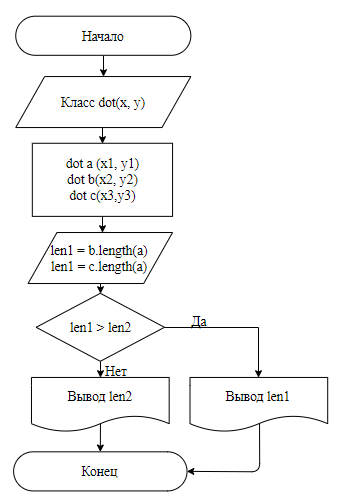 Начало
Класс dot(x, y)
dot a (x1, y1)
dot b(x2, y2)
dot c(x3,y3)
len1 = b.length(a)
len1 = c.length(a)
len1 > len2
Да
Нет
Вывод len2
Вывод len1
Конец